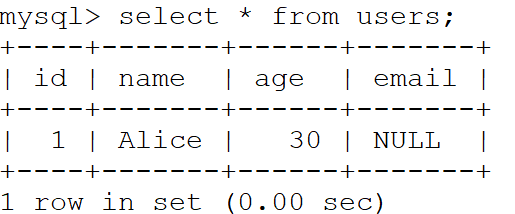 mysql> select * from users;
+----+-------+------+-------+
| id | name  | age  | email |
+----+-------+------+-------+
|  1 | Alice |   30 | NULL  |
+----+-------+------+-------+
1 row in set (0.00 sec)